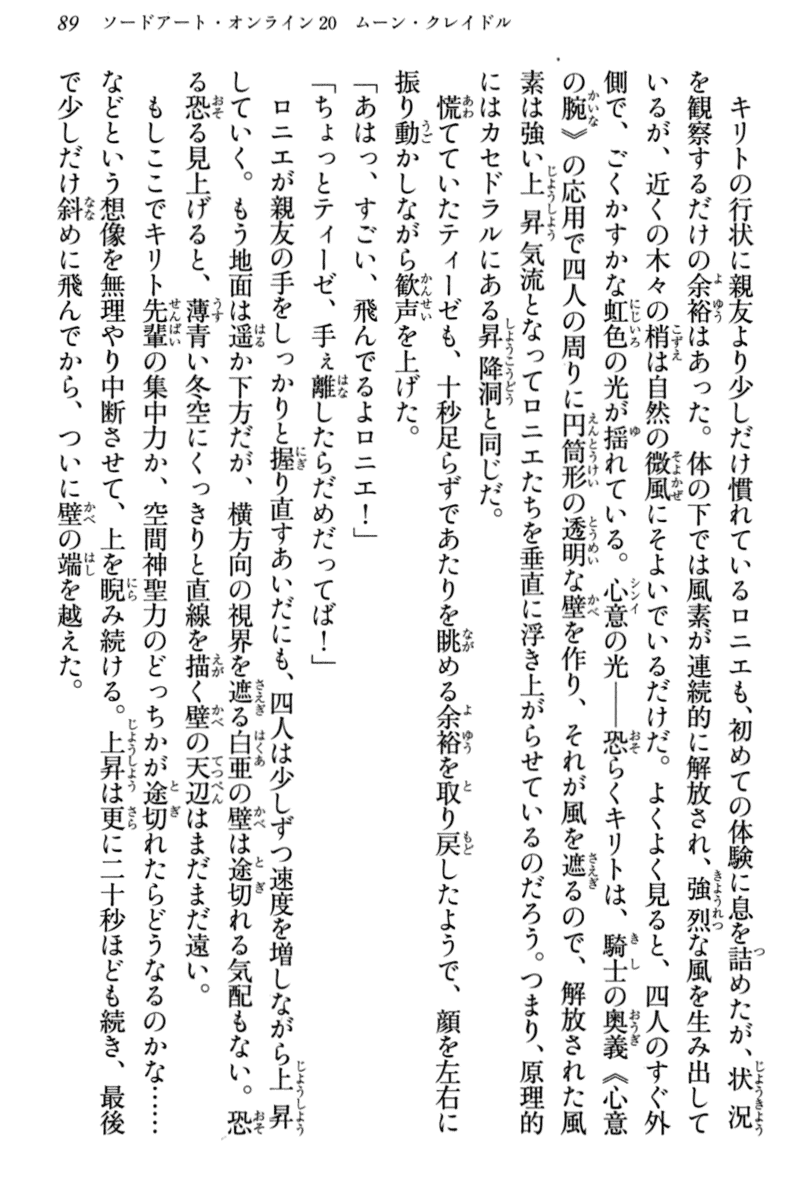 89　ソードアート・オンライン20　ムーン・クレイドル
　キリトの行状に親友より少しだけ慣れているロニエも、初めての体験に息を詰めたが、状況
を観察するだけの余裕はあった。体の下では風素が連続的に解放され、強烈な風を生み出して
いるが、近くの木々の梢は自然の微風にそよいでいるだけだ。よくよく見ると、四人のすぐ外
側で、ごくかすかな虹色の光が揺れている。心意の光――恐らくキリトは、騎士の奥義《心意
の腕》の応用で四人の周りに円筒形の透明な壁を作り、それが風を遮るので、解放された風
素は強い上昇気流となってロニエたちを垂直に浮き上がらせているのだろう。つまり、原理的
にはカセドラルにある昇降洞と同じだ。
　慌てていたティーゼも、十秒足らずであたりを眺める余裕を取り戻したようで、顔を左右に
振り動かしながら歓声を上げた。
「あはっ、すごい、飛んでるよロニエ！」
「ちょっとティーゼ、手ぇ離したらだめだってば！」
　ロニエが親友の手をしっかりと握り直すあいだにも、四人は少しずつ速度を増しながら上昇
していく。もう地面は遥か下方だが、横方向の視界を遮る白亜の壁は途切れる気配もない。恐
る恐る見上げると、薄青い冬空にくっきりと直線を描く壁の天辺はまだまだ遠い。
　もしここでキリト先輩の集中力か、空間神聖力のどっちかが途切れたらどうなるのかな……
などという想像を無理やり中断させて、上を睨み続ける。上昇は更に二十秒ほども続き、最後
で少しだけ斜めに飛んでから、ついに壁の端を越えた。